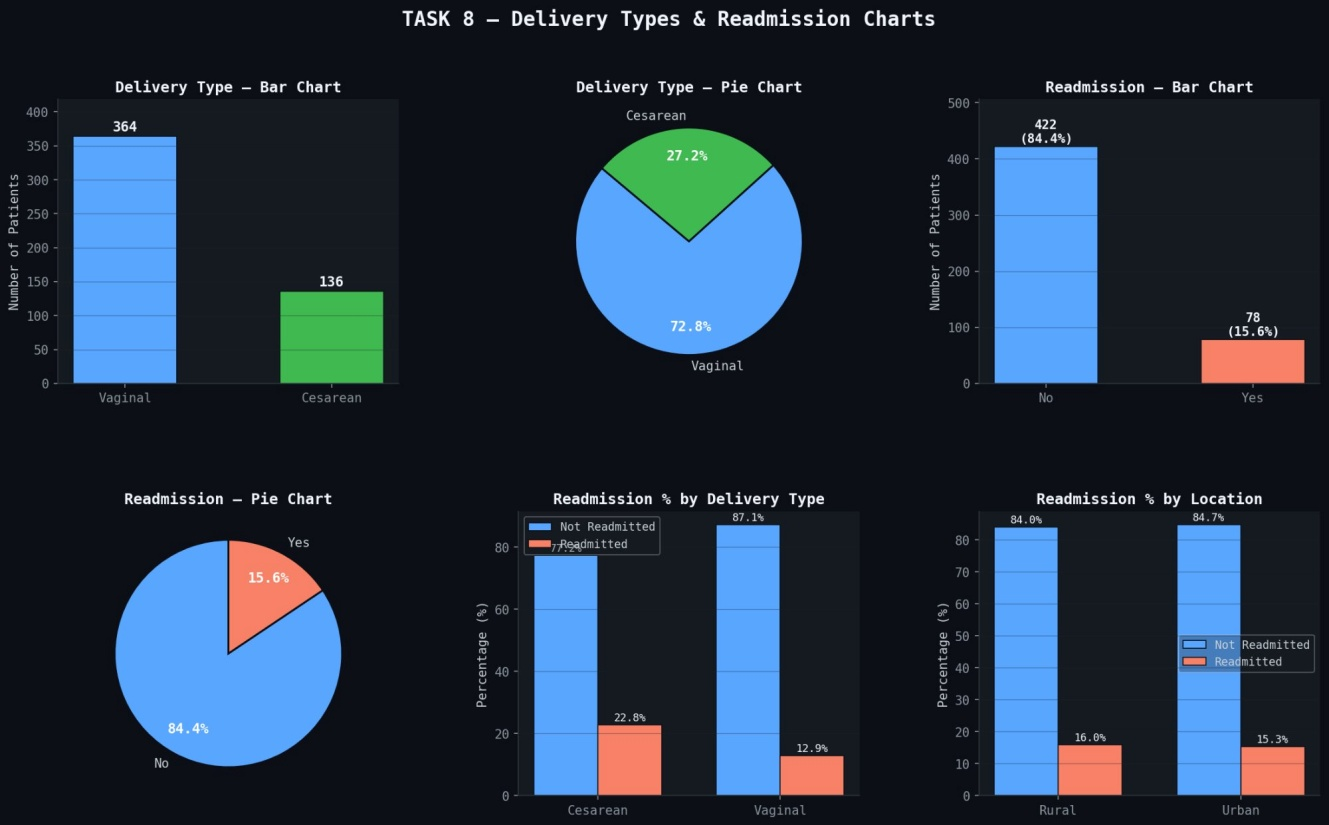 TASK 8 — Delivery Types & Readmission Charts
Delivery Type — Bar Chart
400
350
300
250
200
150
100
50
0
Number of Patients
364
136
Vaginal
Cesarean
Delivery Type — Pie Chart
Cesarean
27.2%
72.8%
Vaginal
Readmission — Bar Chart
500
400
300
200
100
0
Number of Patients
422
(84.4%)
78
(15.6%)
No
Yes
Readmission — Pie Chart
Yes
15.6%
84.4%
No
Readmission % by Delivery Type
80
60
40
20
0
Percentage (%)
Not Readmitted
Readmitted
77.2%
22.8%
87.1%
12.9%
Cesarean
Vaginal
Readmission % by Location
80
70
60
50
40
30
20
10
0
Percentage (%)
84.0%
16.0%
84.7%
15.3%
Not Readmitted
Readmitted
Rural
Urban